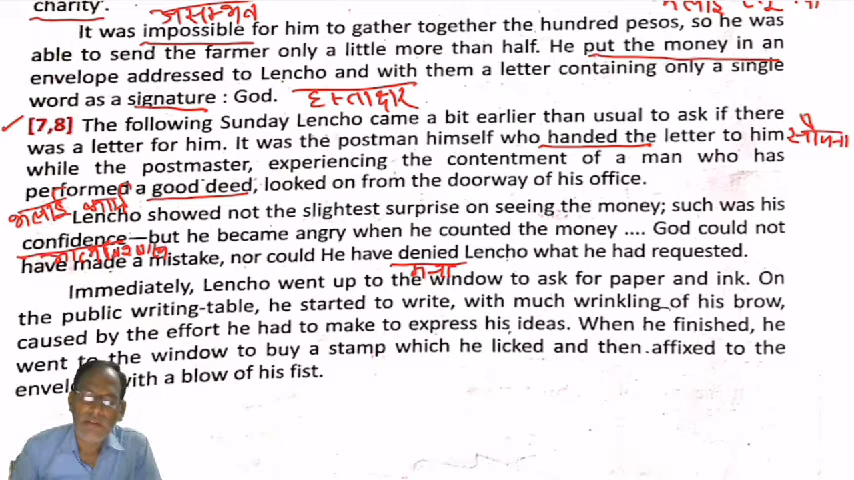 charity'.
असम्भव
It was impossible for him to gather together the hundred pesos, so he was
able to send the farmer only a little more than half. He put the money in an
envelope addressed to Lencho and with them a letter containing only a single
word as a signature : God.
हस्ताक्षर
[7,8] The following Sunday Lencho came a bit earlier than usual to ask if there
was a letter for him. It was the postman himself who handed the letter to him
while the postmaster, experiencing the contentment of a man who has
performed a good deed, looked on from the doorway of his office.
Lencho showed not the slightest surprise on seeing the money; such was his
confidence—but he became angry when he counted the money .... God could not
have made a mistake, nor could He have denied Lencho what he had requested.
मना
Immediately, Lencho went up to the window to ask for paper and ink. On
the public writing-table, he started to write, with much wrinkling of his brow,
caused by the effort he had to make to express his ideas. When he finished, he
went to the window to buy a stamp which he licked and then affixed to the
with a blow of his fist.